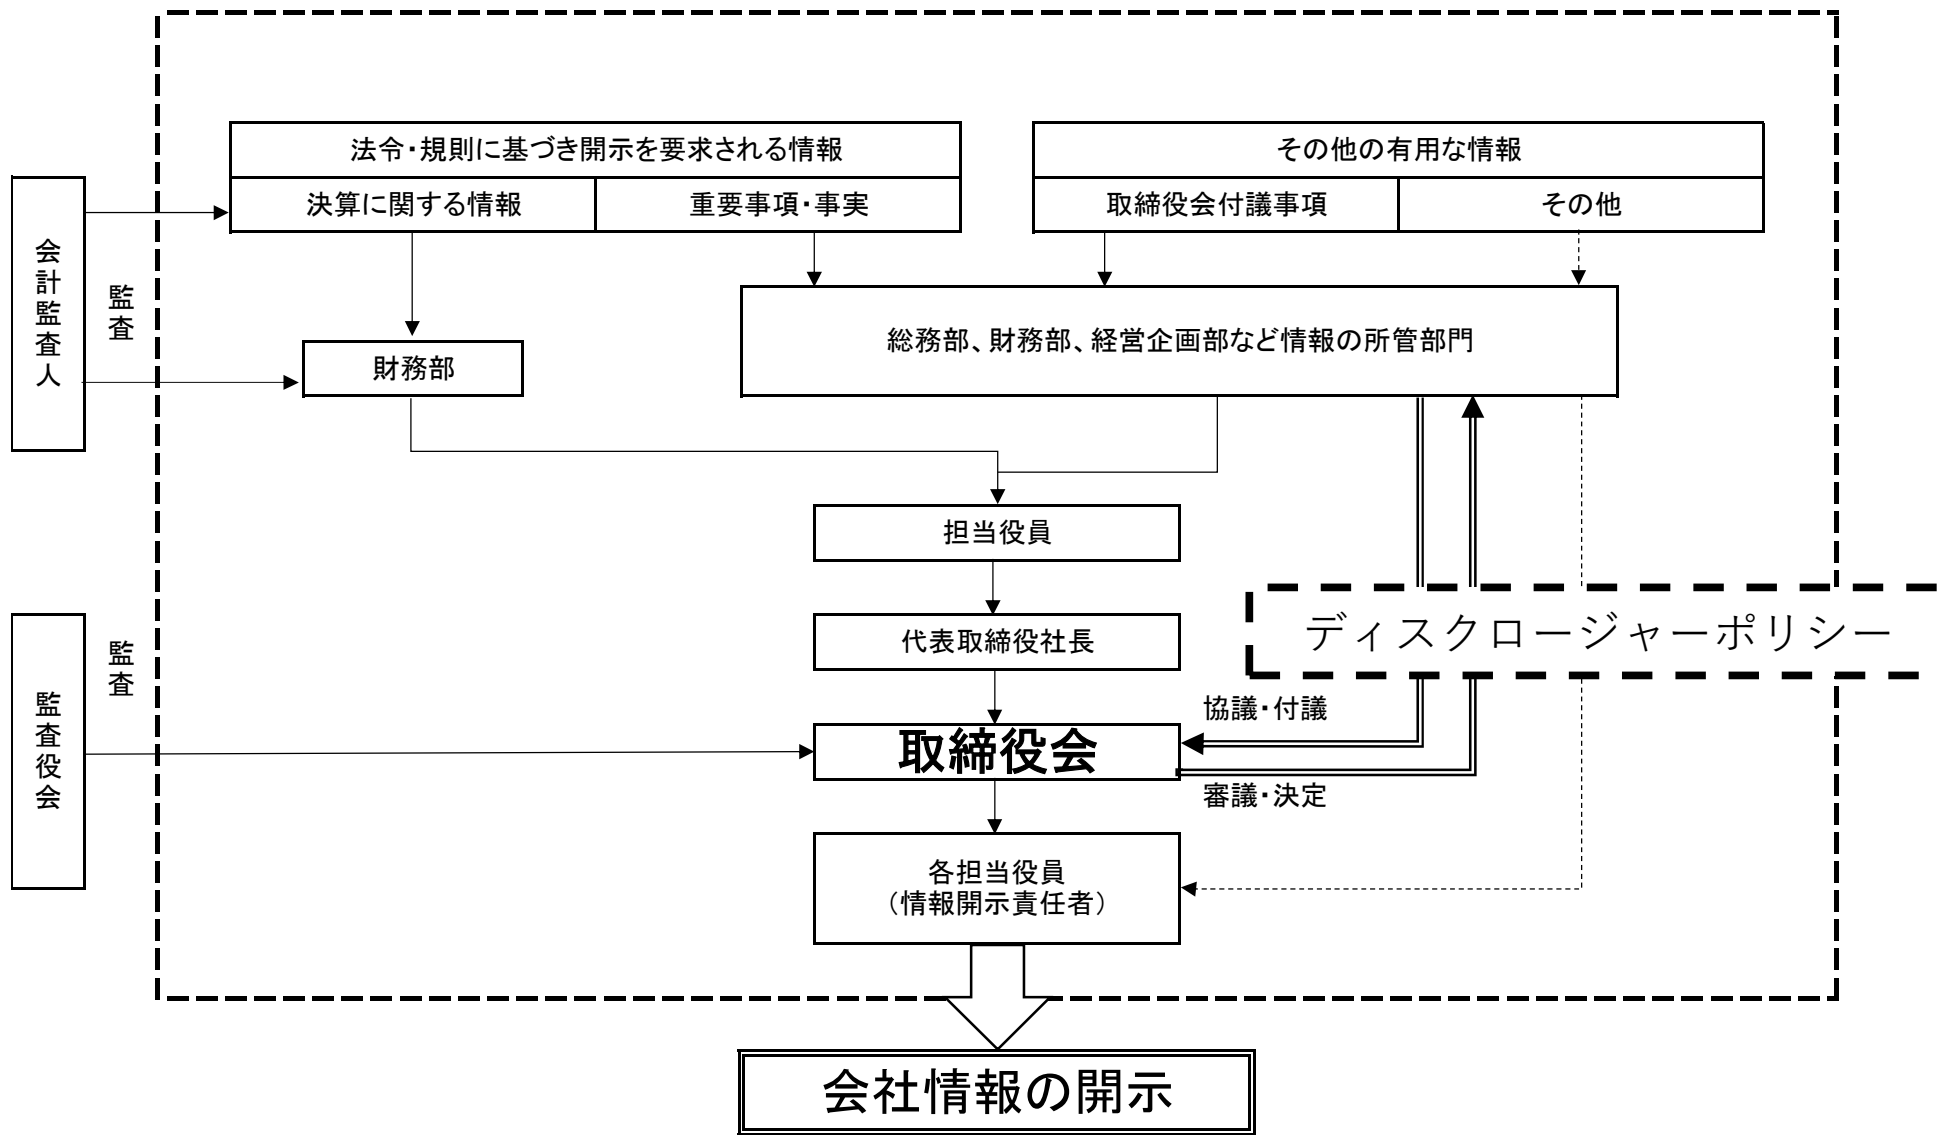 法令・規則に基づき開示を要求される情報
決算に関する情報
重要事項・事実
その他の有用な情報
取締役会付議事項
その他
会計監査人
監査
財務部
総務部、財務部、経営企画部など情報の所管部門
担当役員
ディスクロージャーポリシー
代表取締役社長
監査役会
監査
協議・付議
取締役会
審議・決定
各担当役員
（情報開示責任者）
会社情報の開示